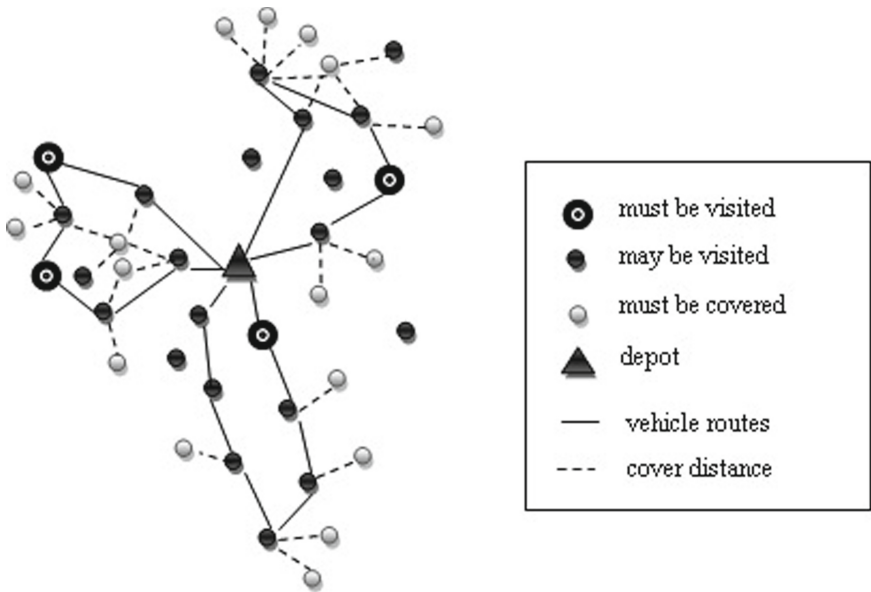 must be visited
may be visited
must be covered
depot
vehicle routes
cover distance